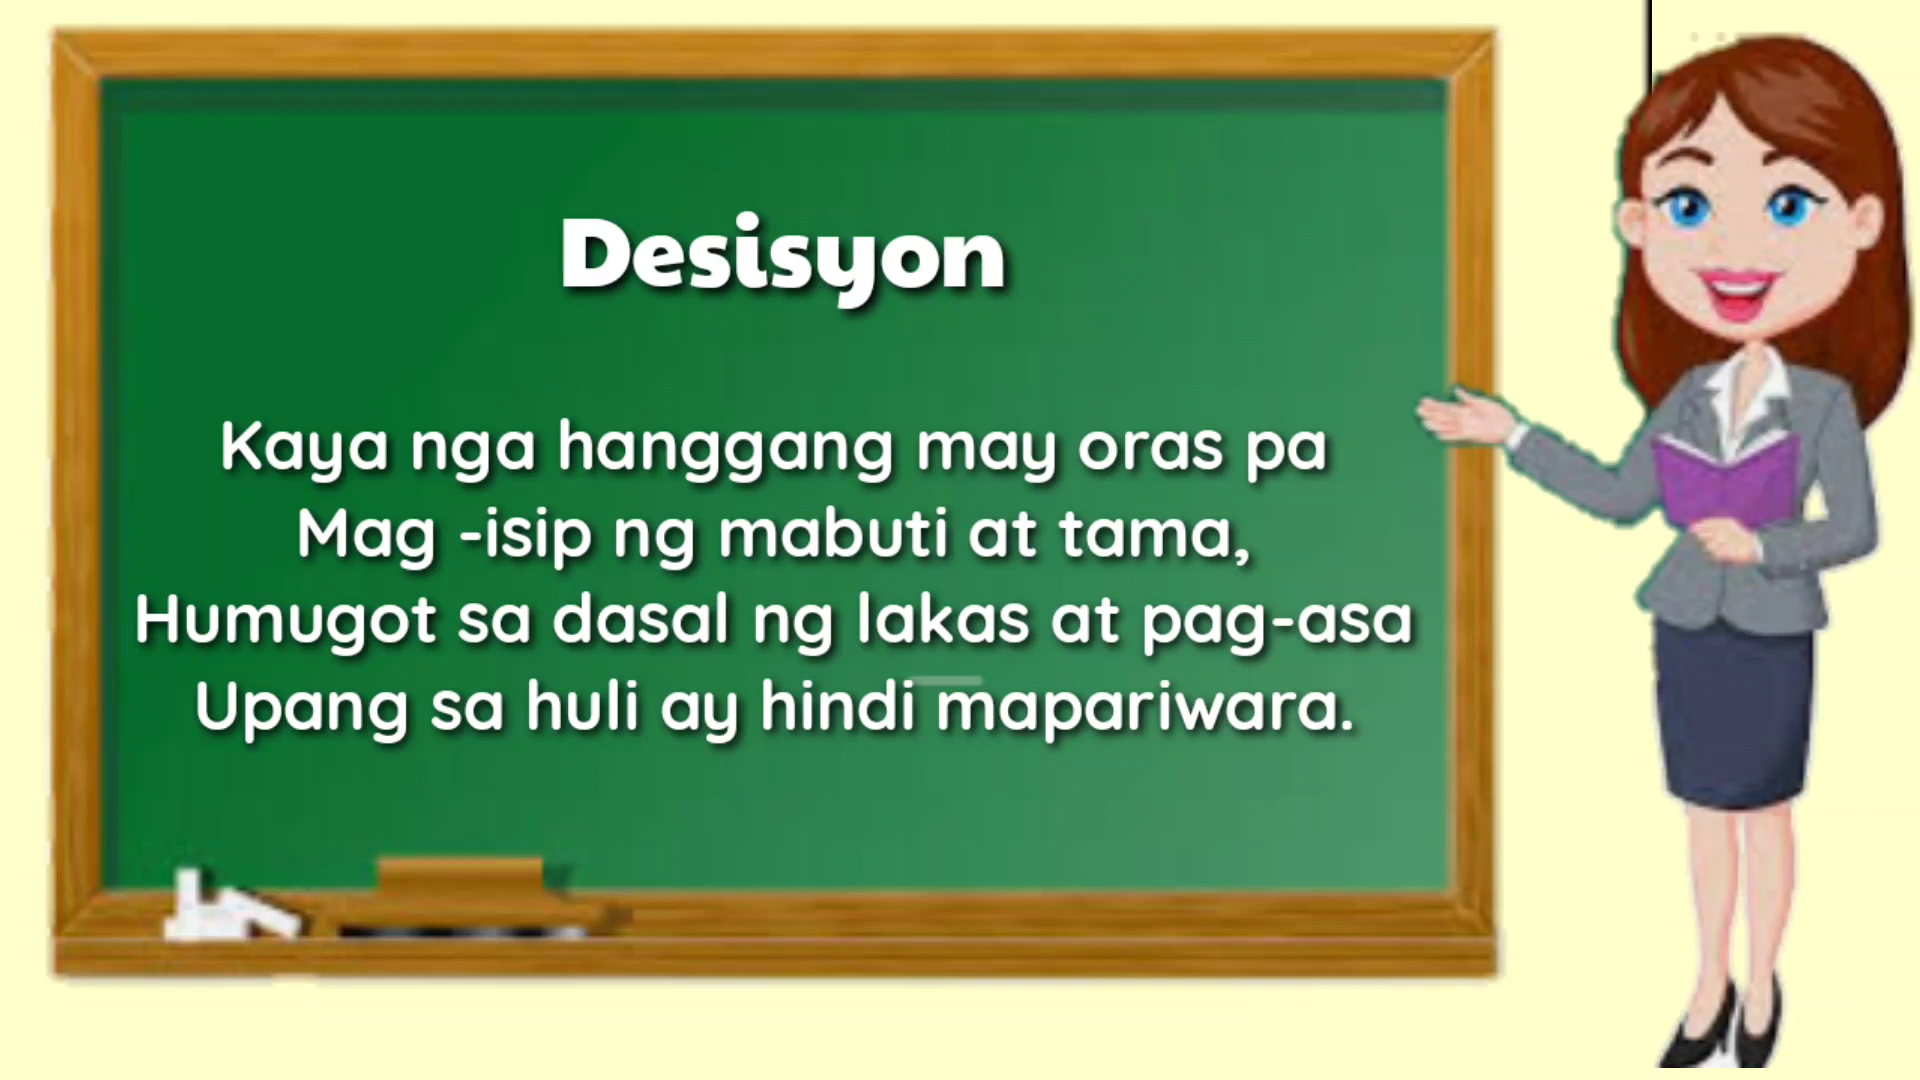 Desisyon
Kaya nga hanggang may oras pa
Mag -isip ng mabuti at tama,
Humugot sa dasal ng lakas at pag-asa
Upang sa huli ay hindi mapariwara.